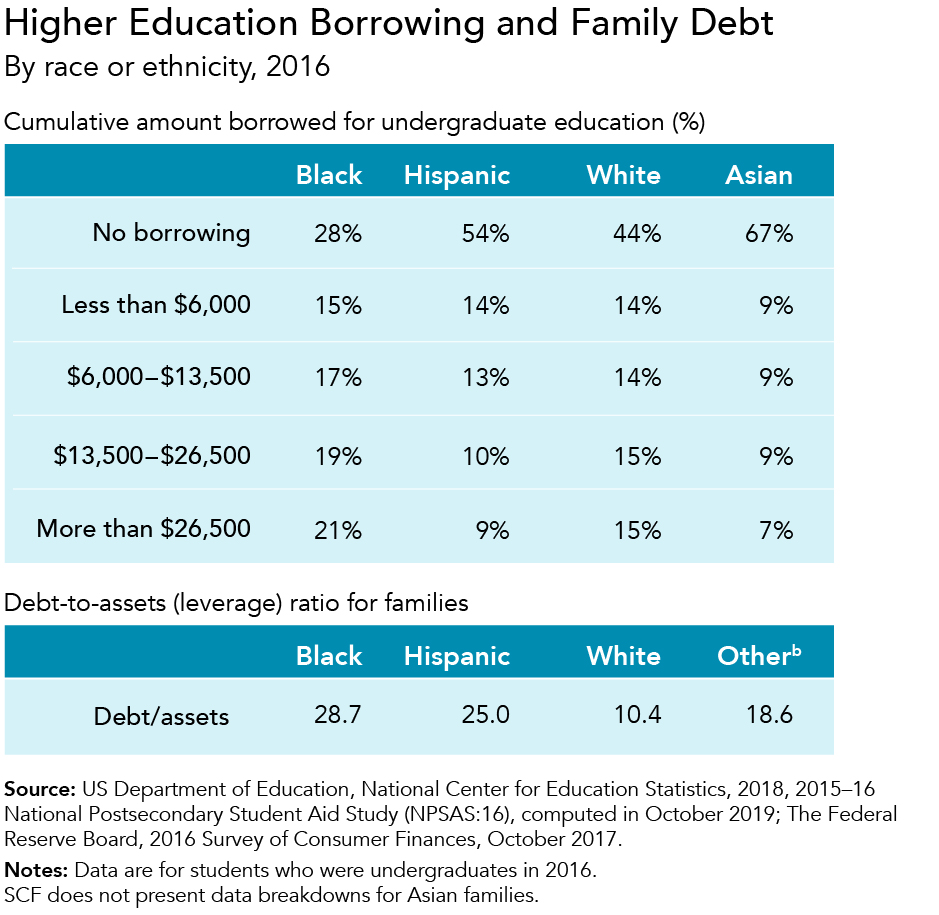 Higher Education Borrowing and Family Debt
By race or ethnicity, 2016
Cumulative amount borrowed for undergraduate education (%)
Black Hispanic White Asian
No borrowing 28% 54% 44% 67%
Less than $6,000 15% 14% 14% 9%
$6,000–$13,500 17% 13% 14% 9%
$13,500–$26,500 19% 10% 15% 9%
More than $26,500 21% 9% 15% 7%
Debt-to-assets (leverage) ratio for families
Black Hispanic White Otherᵇ
Debt/assets 28.7 25.0 10.4 18.6
Source: US Department of Education, National Center for Education Statistics, 2018, 2015–16
National Postsecondary Student Aid Study (NPSAS:16), computed in October 2019; The Federal
Reserve Board, 2016 Survey of Consumer Finances, October 2017.
Notes: Data are for students who were undergraduates in 2016.
SCF does not present data breakdowns for Asian families.